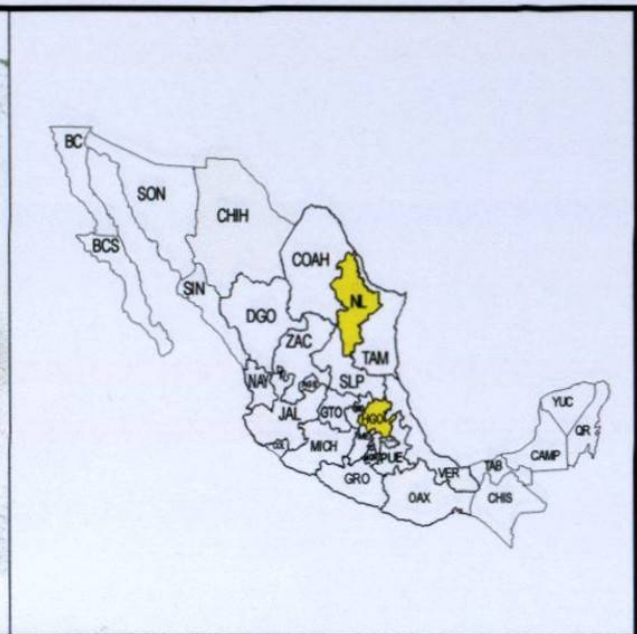 BC
SON
CHIH
BCS
COAH
SIN
NL
DGO
ZAC
TAM
NAY
SLP
JAL
GTO
HGO
MICH
PUE
GRO
OAX
VER
TAB
CHIS
CAMP
YUC
QR